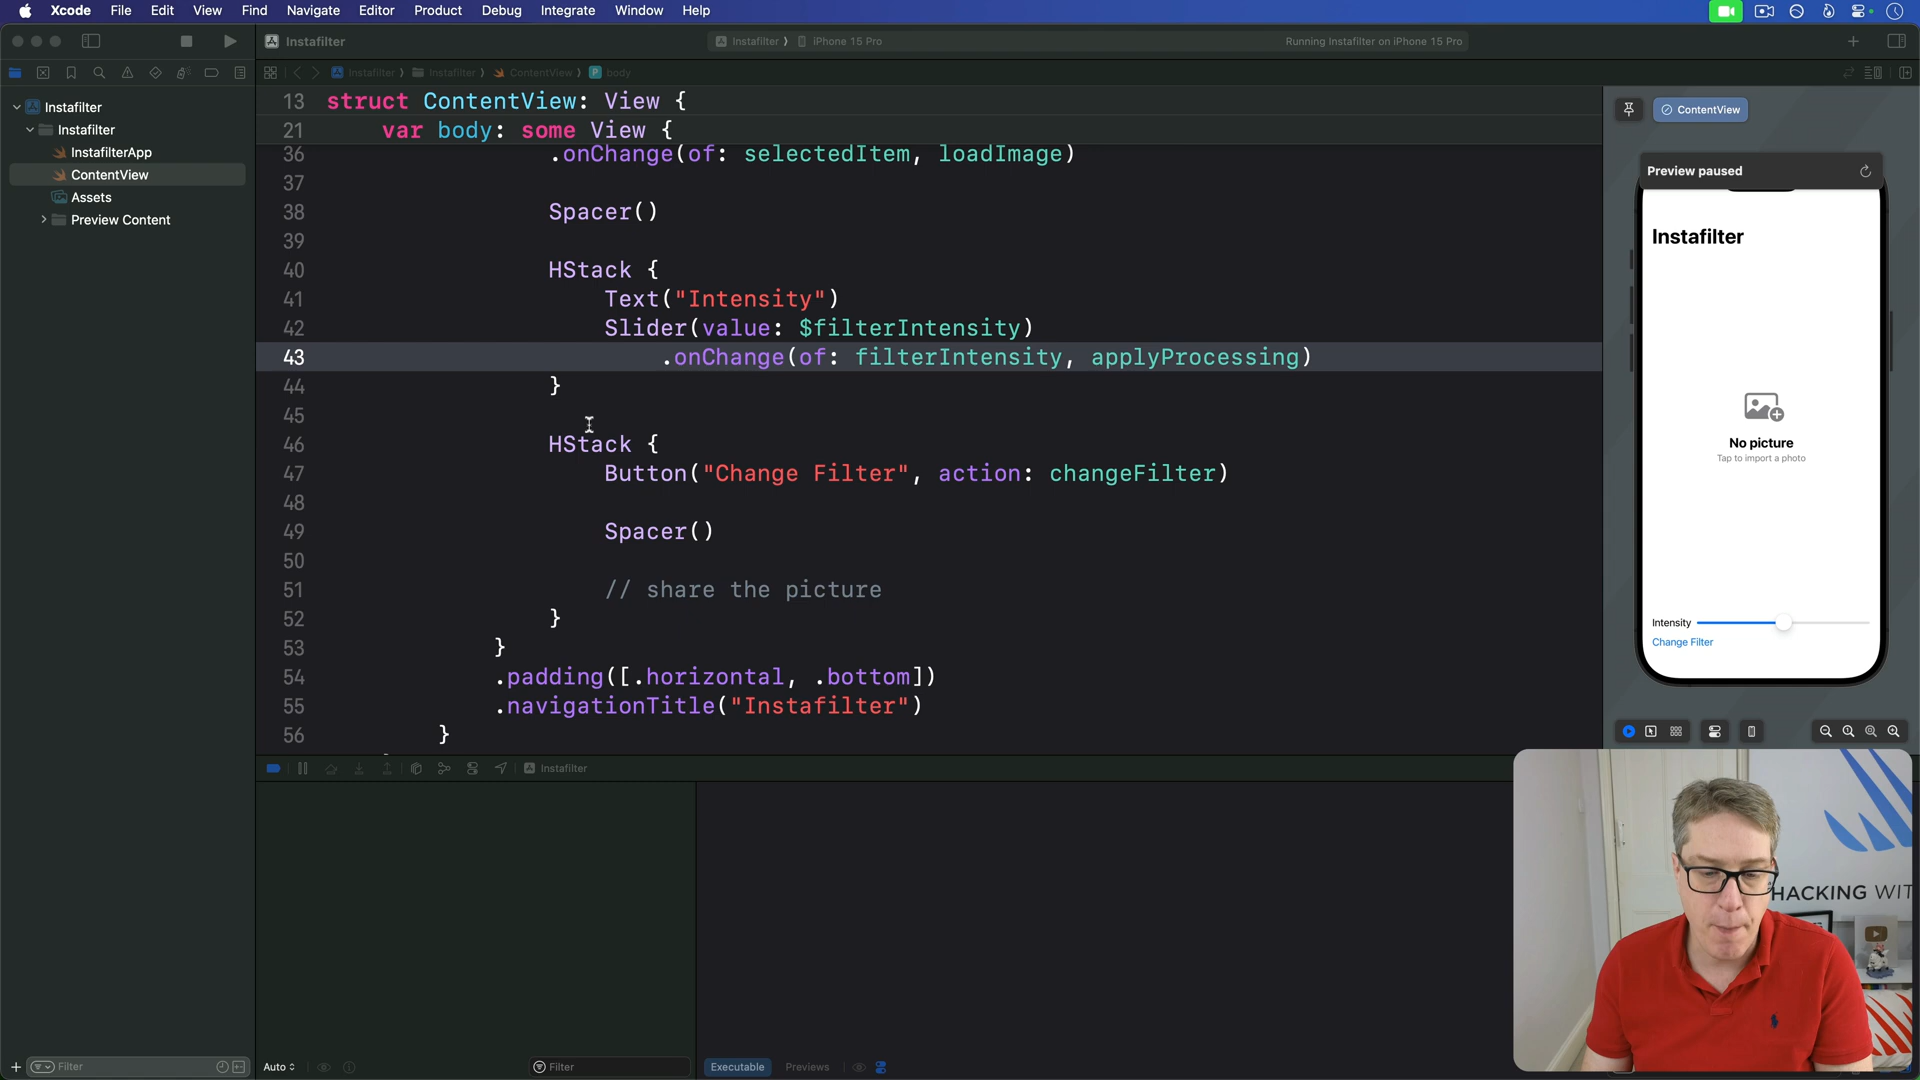 Xcode File Edit View Find Navigate Editor Product Debug Integrate Window Help
Instafilter
Instafilter ⟩ iPhone 15 Pro
Running Instafilter on iPhone 15 Pro
Instafilter ⟩ Instafilter ⟩ ContentView ⟩ P body
Instafilter
Instafilter
InstafilterApp
ContentView
Assets
Preview Content
13 struct ContentView: View {
21 var body: some View {
36 .onChange(of: selectedItem, loadImage)
37
38 Spacer()
39
40 HStack {
41 Text("Intensity")
42 Slider(value: $filterIntensity)
43 .onChange(of: filterIntensity, applyProcessing)
44 }
45
46 HStack {
47 Button("Change Filter", action: changeFilter)
48
49 Spacer()
50
51 // share the picture
52 }
53 }
54 .padding([.horizontal, .bottom])
55 .navigationTitle("Instafilter")
56 }
ContentView
Preview paused
Instafilter
No picture
Tap to import a photo
Intensity
Change Filter
Instafilter
HACKING WIT
Filter
Auto
Filter
Executable
Previews